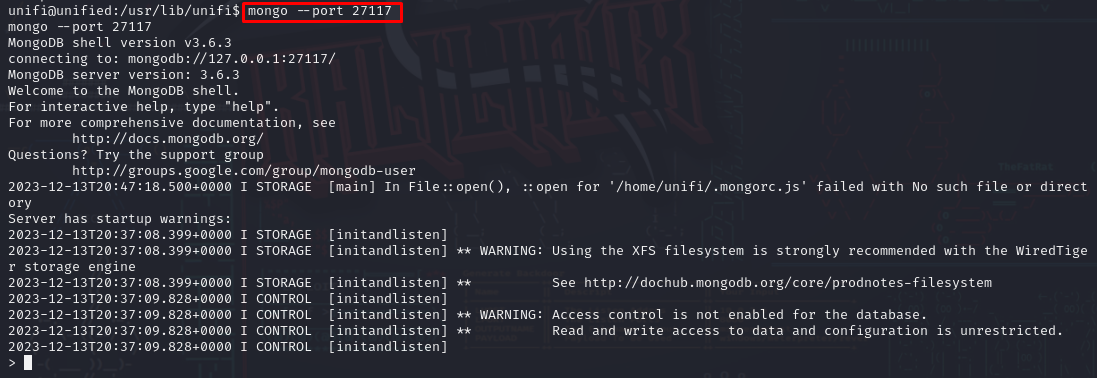 unifi@unified:/usr/lib/unifi$ mongo --port 27117
mongo --port 27117
MongoDB shell version v3.6.3
connecting to: mongodb://127.0.0.1:27117/
MongoDB server version: 3.6.3
Welcome to the MongoDB shell.
For interactive help, type "help".
For more comprehensive documentation, see
        http://docs.mongodb.org/
Questions? Try the support group
        http://groups.google.com/group/mongodb-user
2023-12-13T20:47:18.500+0000 I STORAGE  [main] In File::open(), ::open for '/home/unifi/.mongorc.js' failed with No such file or direct
ory
Server has startup warnings:
2023-12-13T20:37:08.399+0000 I STORAGE  [initandlisten]
2023-12-13T20:37:08.399+0000 I STORAGE  [initandlisten] ** WARNING: Using the XFS filesystem is strongly recommended with the WiredTige
r storage engine
2023-12-13T20:37:08.399+0000 I STORAGE  [initandlisten] **          See http://dochub.mongodb.org/core/prodnotes-filesystem
2023-12-13T20:37:09.828+0000 I CONTROL  [initandlisten]
2023-12-13T20:37:09.828+0000 I CONTROL  [initandlisten] ** WARNING: Access control is not enabled for the database.
2023-12-13T20:37:09.828+0000 I CONTROL  [initandlisten] **          Read and write access to data and configuration is unrestricted.
2023-12-13T20:37:09.828+0000 I CONTROL  [initandlisten]
>